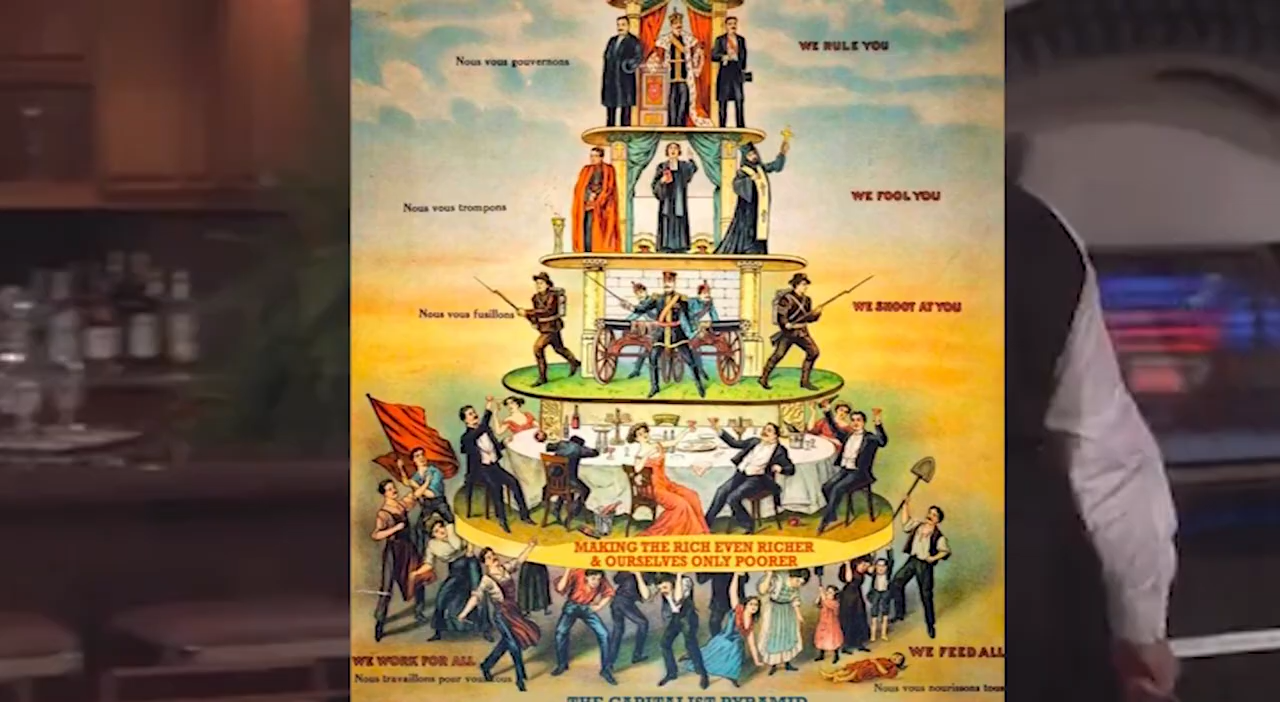 Nous vous gouvernons
WE RULE YOU
Nous vous trompons
WE FOOL YOU
Nous vous fusillons
WE SHOOT AT YOU
MAKING THE RICH EVEN RICHER
& OURSELVES ONLY POORER
WE WORK FOR ALL
Nous travaillons pour vous tous
WE FEED ALL
Nous vous nourissons tous
THE CAPITALIST PYRAMID